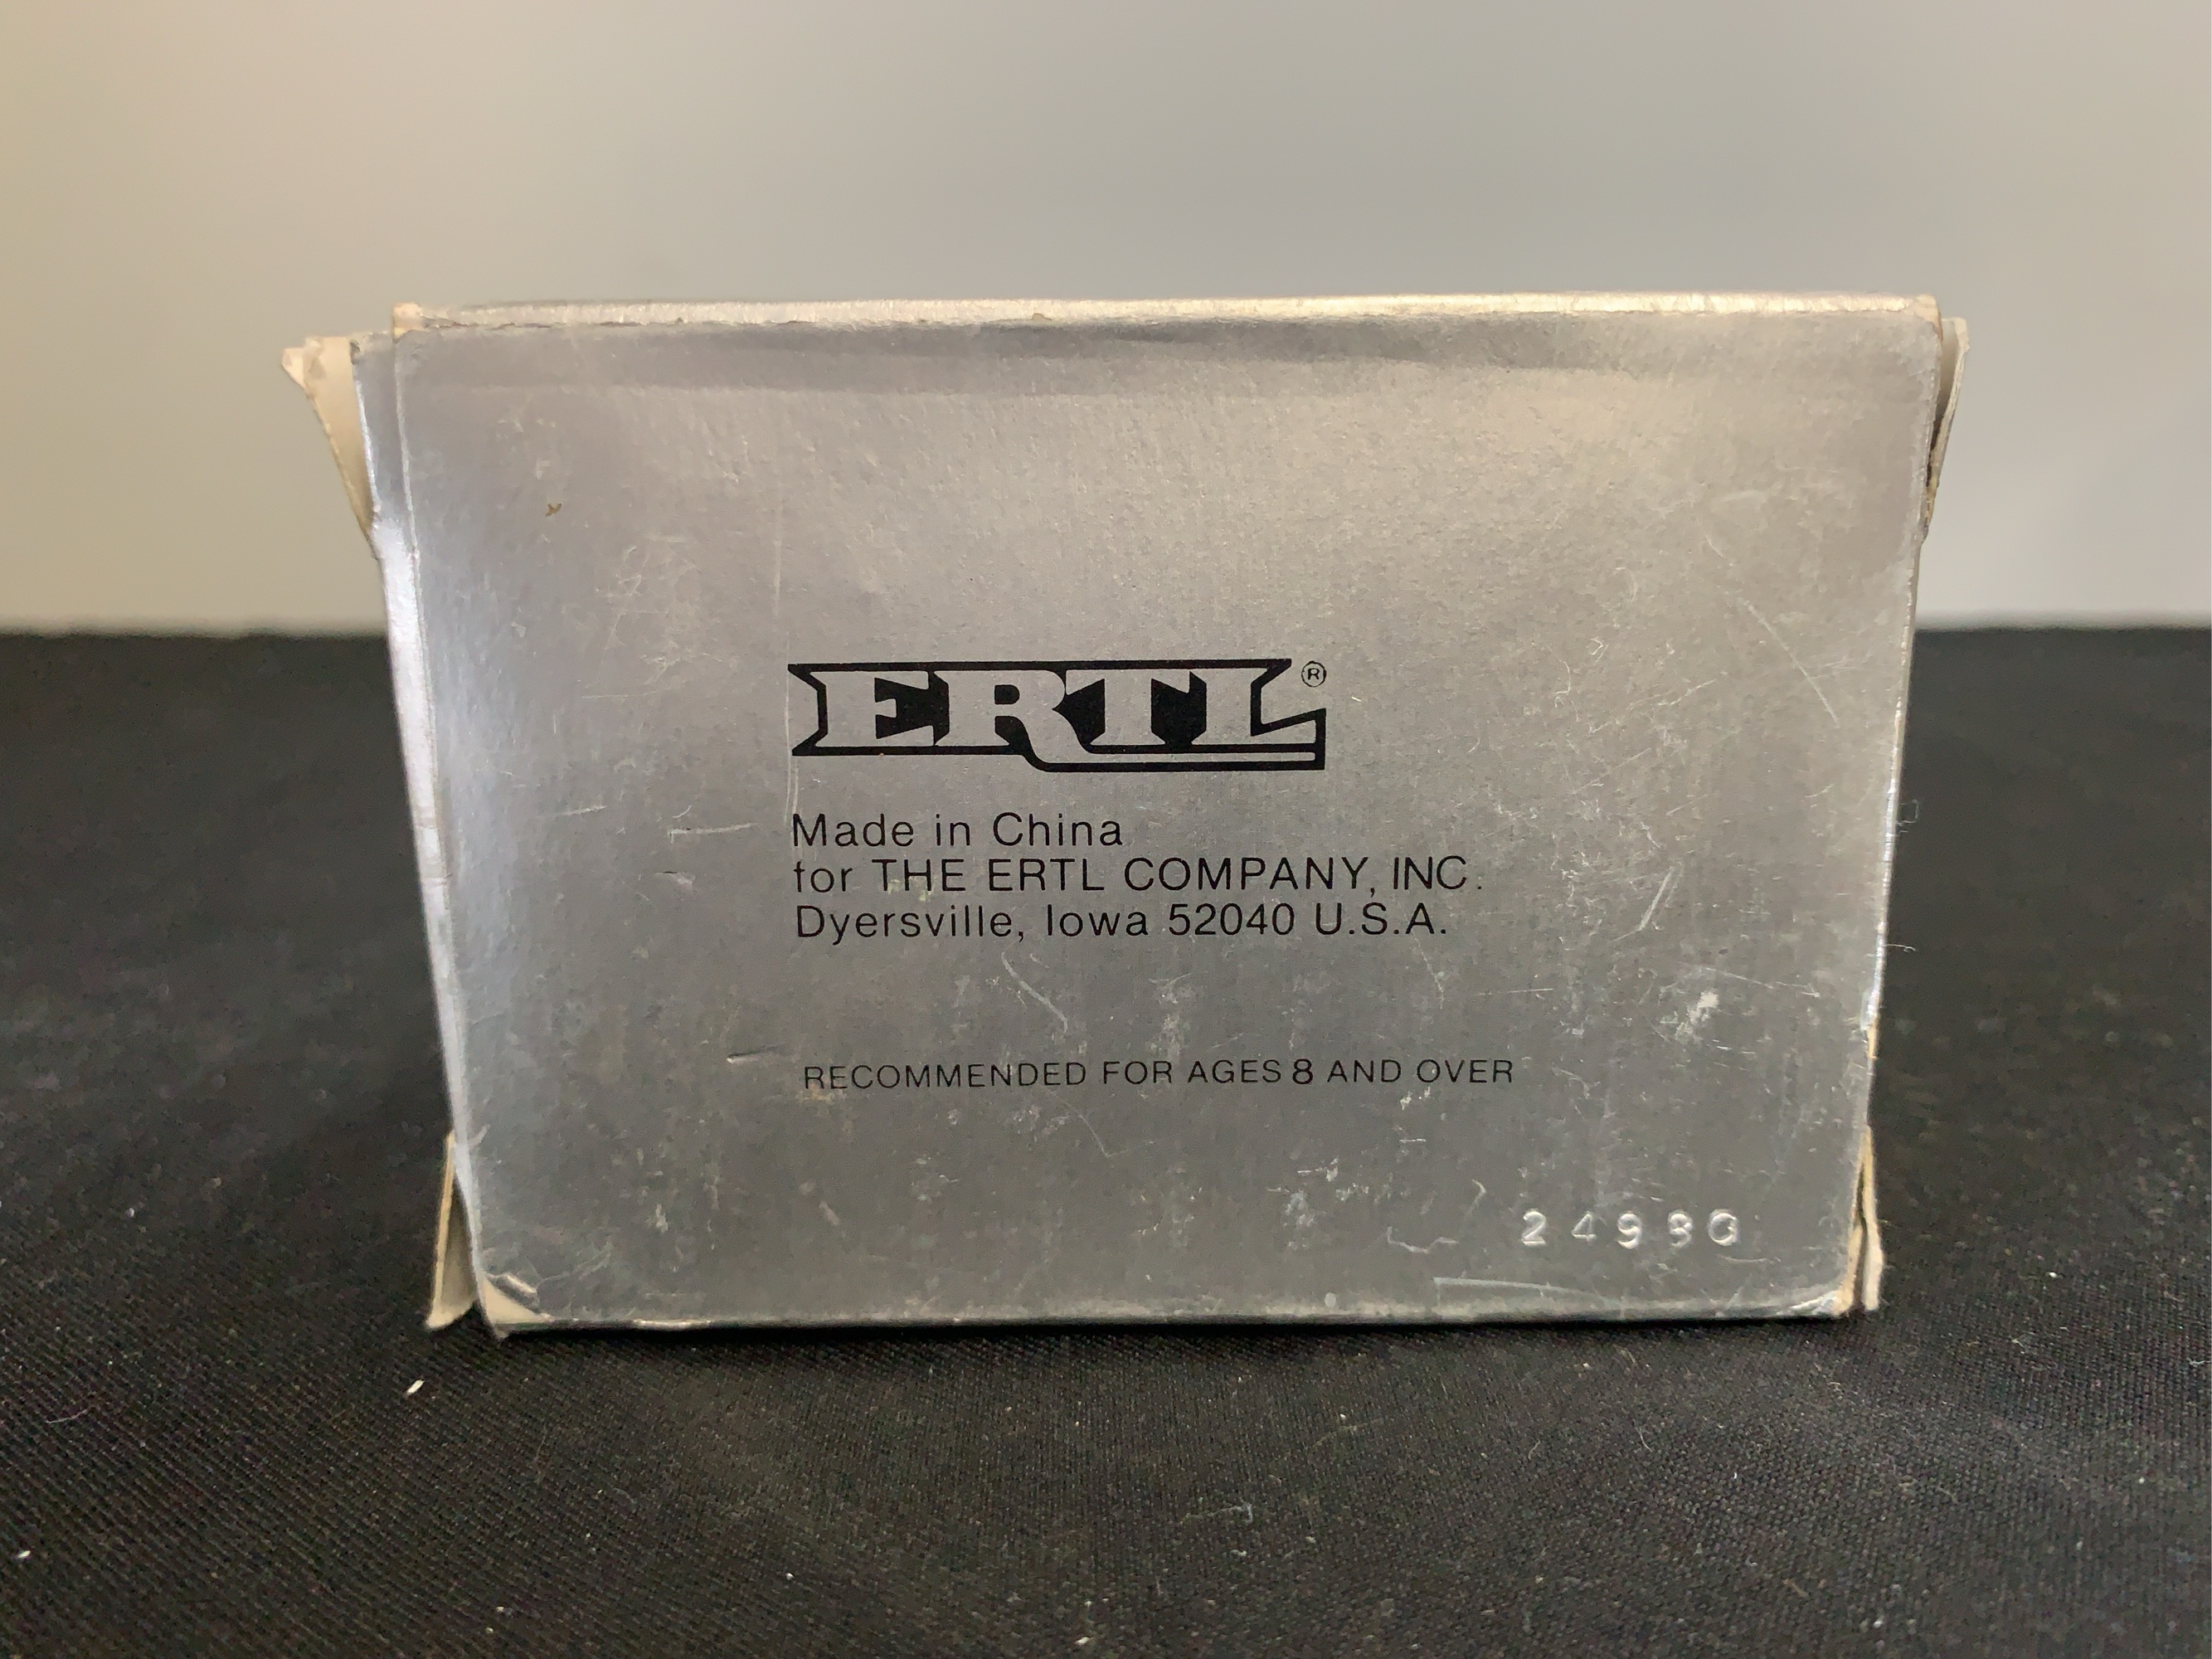 ERTL®
Made in China
for THE ERTL COMPANY, INC.
Dyersville, Iowa 52040 U.S.A.
RECOMMENDED FOR AGES 8 AND OVER